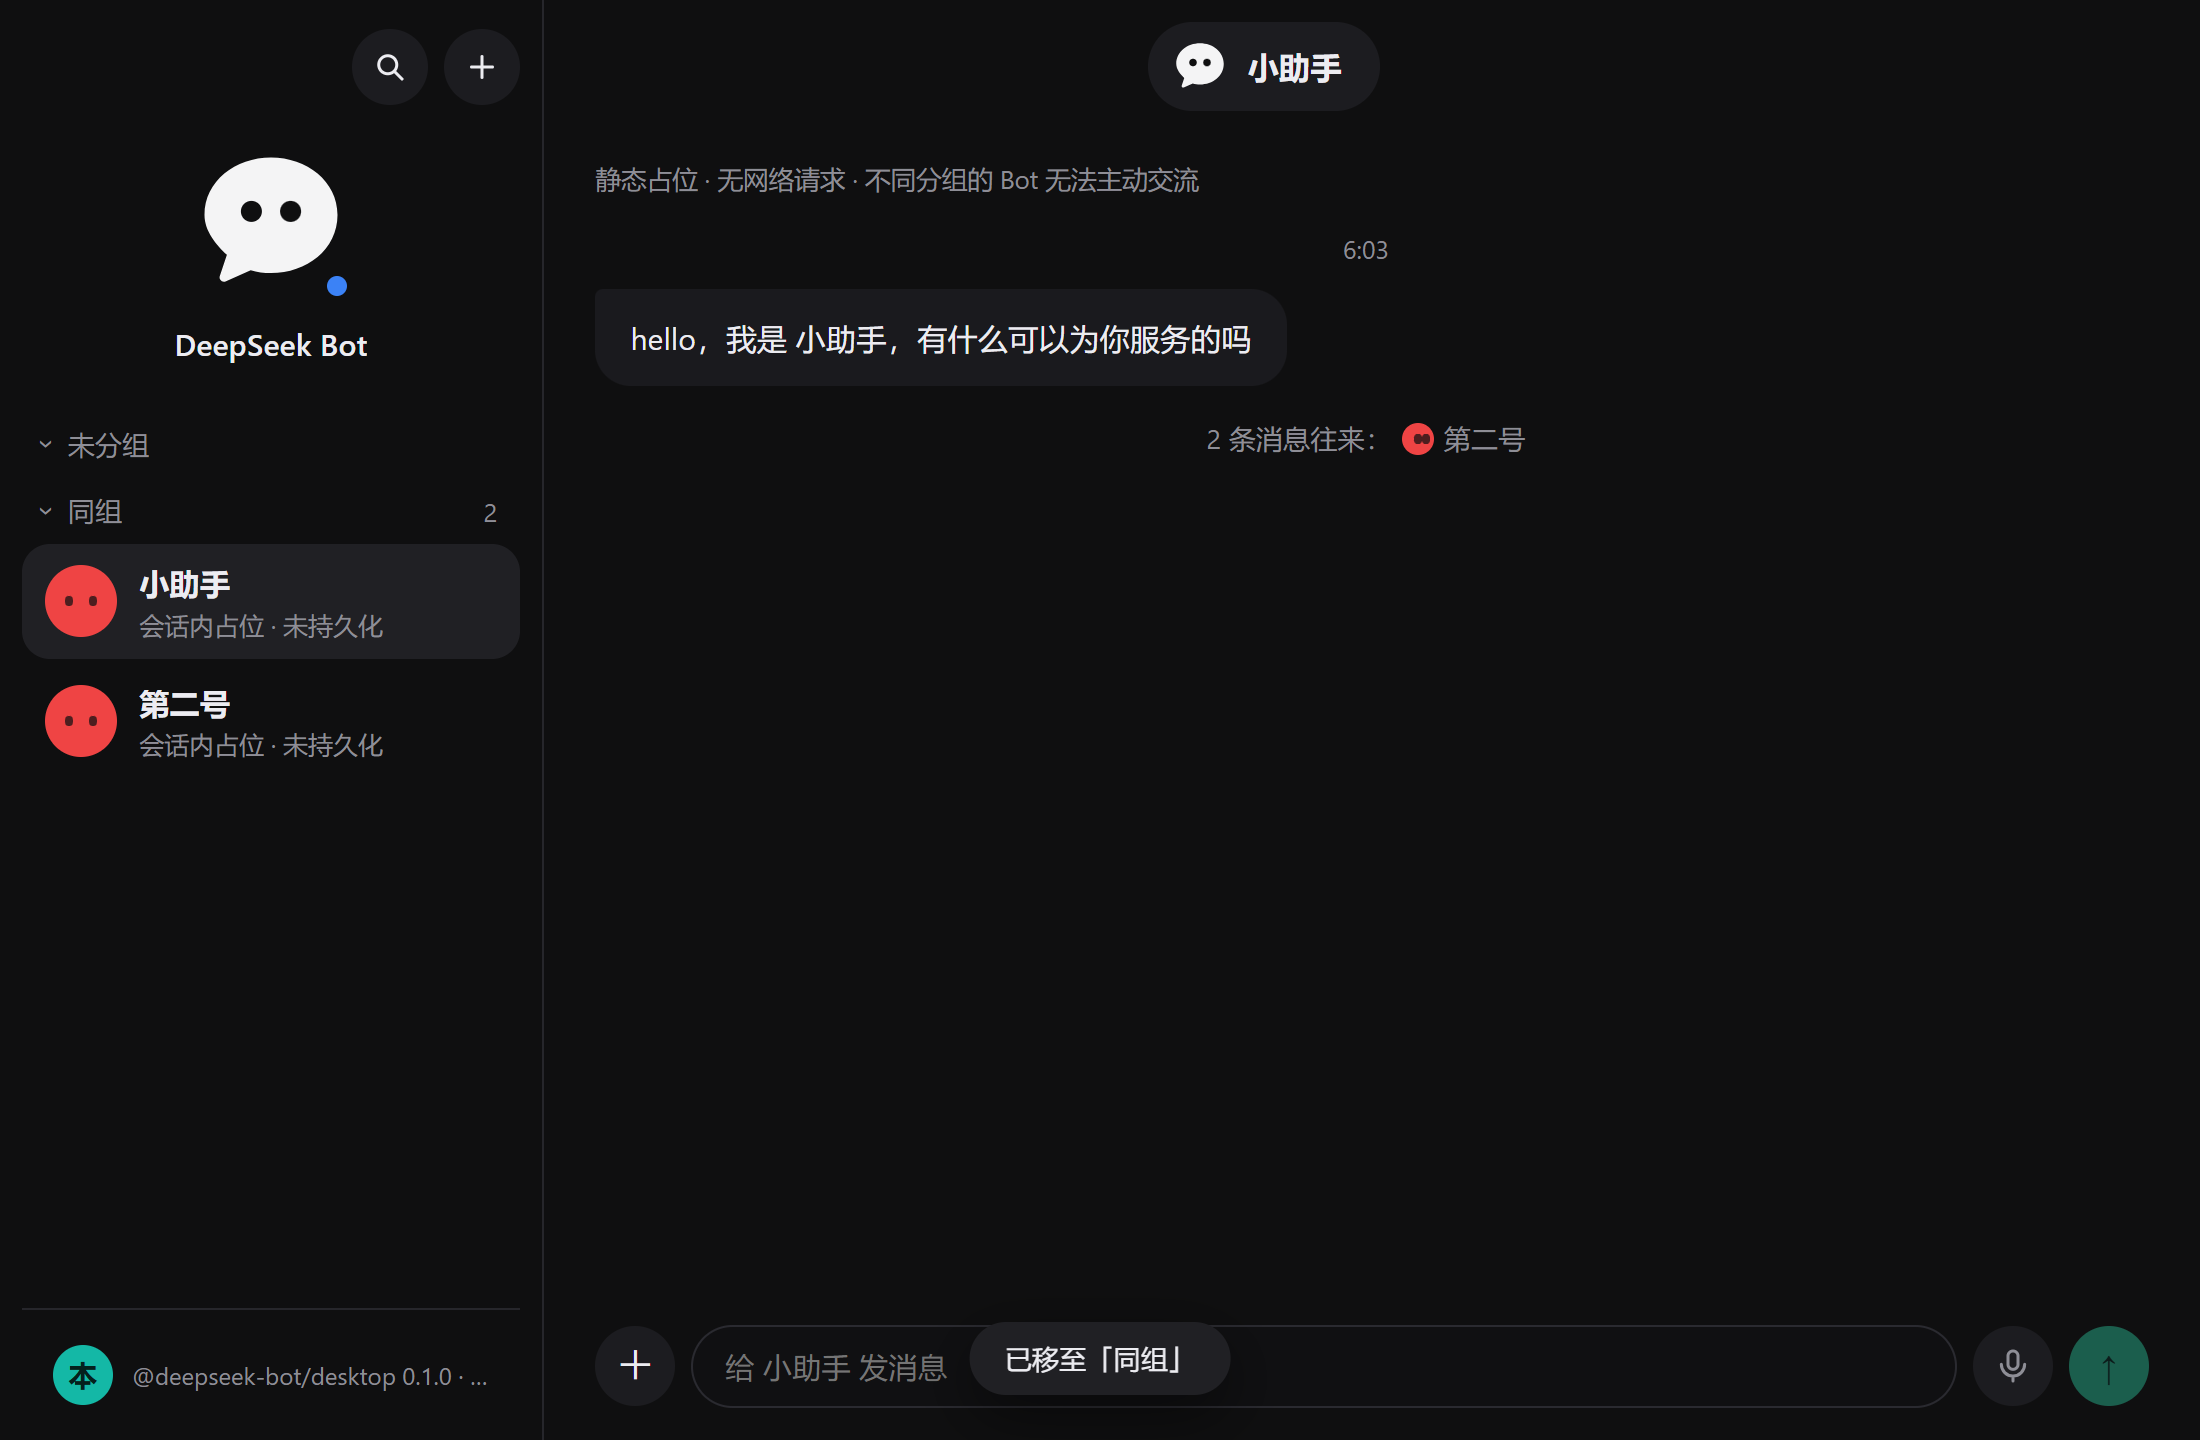 DeepSeek Bot
未分组
同组 2
小助手
会话内占位 · 未持久化
第二号
会话内占位 · 未持久化
本 @deepseek-bot/desktop 0.1.0 · ...
小助手
静态占位 · 无网络请求 · 不同分组的 Bot 无法主动交流
6:03
hello，我是 小助手，有什么可以为你服务的吗
2 条消息往来： 第二号
给 小助手 发消息
已移至「同组」